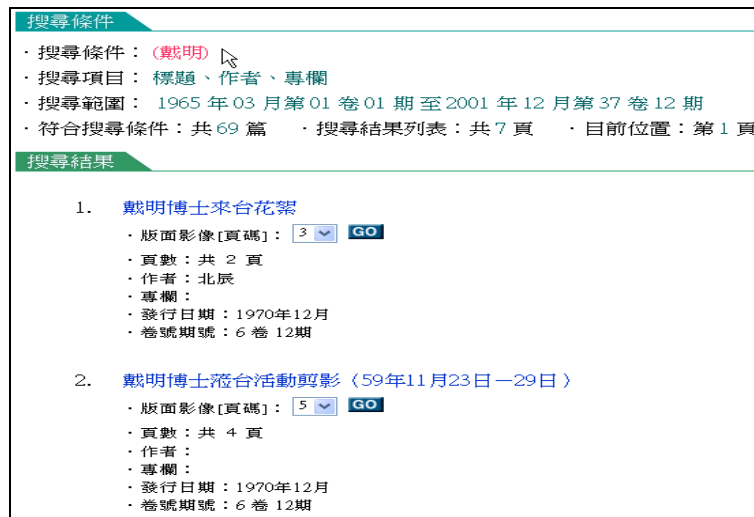 搜尋條件
·搜尋條件：(戴明)
·搜尋項目：標題、作者、專欄
·搜尋範圍： 1965 年 03 月第 01 卷 01 期 至 2001 年 12 月第 37 卷 12 期
·符合搜尋條件：共 69 篇 ·搜尋結果列表：共 7 頁 ·目前位置：第 1 頁
搜尋結果
1. 戴明博士來台花絮
·版面影像[頁碼]： 3 GO
·頁數：共 2 頁
·作者：北辰
·專欄：
·發行日期：1970年12月
·卷號期號：6 卷 12期
2. 戴明博士蒞台活動剪影（59年11月23日－29日）
·版面影像[頁碼]： 5 GO
·頁數：共 4 頁
·作者：
·專欄：
·發行日期：1970年12月
·卷號期號：6 卷 12期